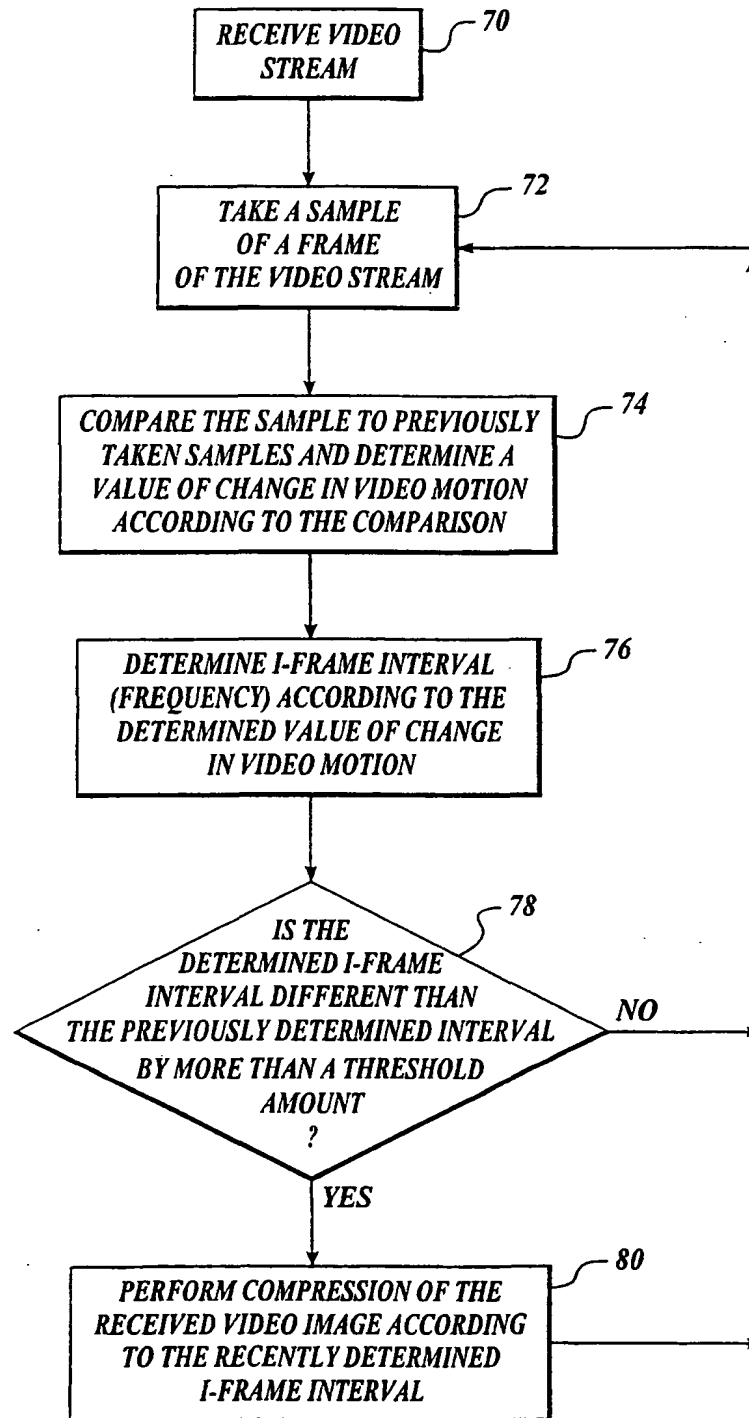 RECEIVE VIDEO
STREAM
70
72
TAKE A SAMPLE
OF A FRAME
OF THE VIDEO STREAM
74
COMPARE THE SAMPLE TO PREVIOUSLY
TAKEN SAMPLES AND DETERMINE A
VALUE OF CHANGE IN VIDEO MOTION
ACCORDING TO THE COMPARISON
76
DETERMINE I-FRAME INTERVAL
(FREQUENCY) ACCORDING TO THE
DETERMINED VALUE OF CHANGE
IN VIDEO MOTION
78
IS THE
DETERMINED I-FRAME
INTERVAL DIFFERENT THAN
THE PREVIOUSLY DETERMINED INTERVAL
BY MORE THAN A THRESHOLD
AMOUNT
?
NO
YES
80
PERFORM COMPRESSION OF THE
RECEIVED VIDEO IMAGE ACCORDING
TO THE RECENTLY DETERMINED
I-FRAME INTERVAL